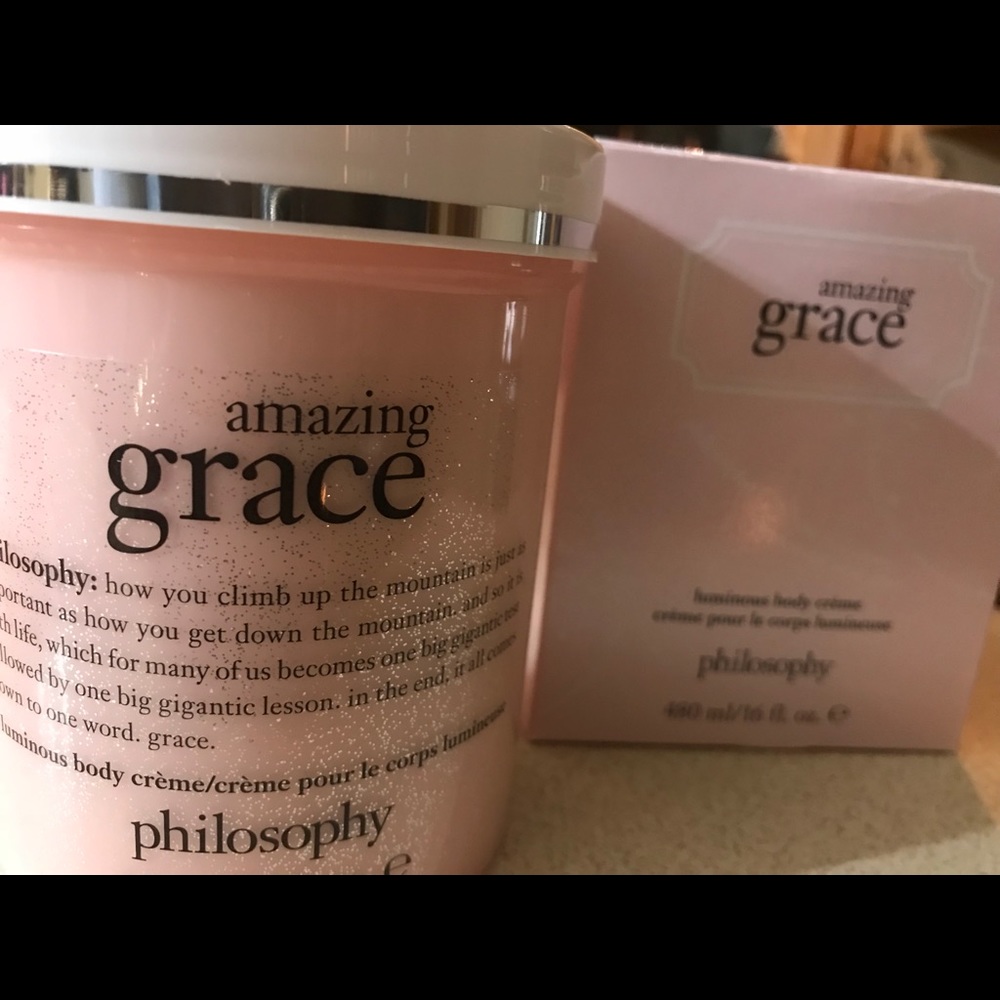 amazing
grace
ilosophy: how you climb up the mountain is just as
portant as how you get down the mountain. and so it is
th life, which for many of us becomes one big gigantic test
llowed by one big gigantic lesson. in the end, it all comes
own to one word. grace.
luminous body crème/crème pour le corps lumineuse
philosophy
e
amazing
grace
luminous body crème
crème pour le corps lumineuse
philosophy
480 ml/16 fl. oz. e